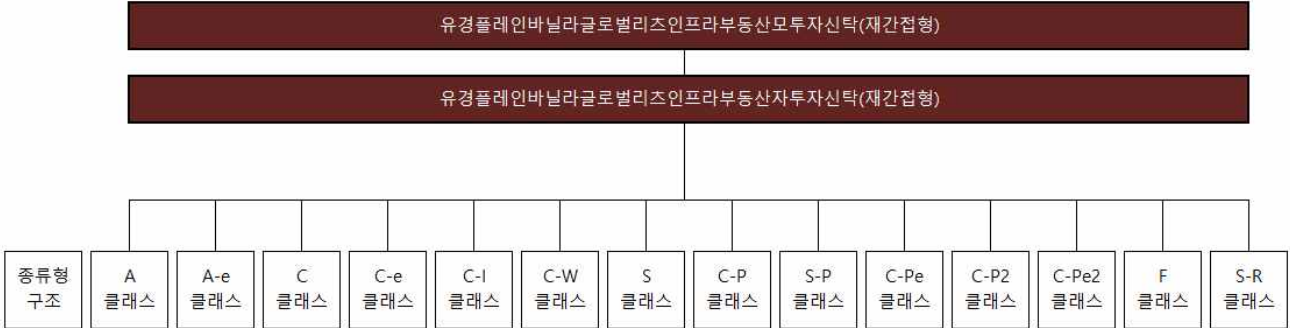 유경플레인바닐라글로벌리츠인프라부동산모투자신탁(재간접형)
유경플레인바닐라글로벌리츠인프라부동산자투자신탁(재간접형)
종류형
구조
A
클래스
A-e
클래스
C
클래스
C-e
클래스
C-I
클래스
C-W
클래스
S
클래스
C-P
클래스
S-P
클래스
C-Pe
클래스
C-P2
클래스
C-Pe2
클래스
F
클래스
S-R
클래스